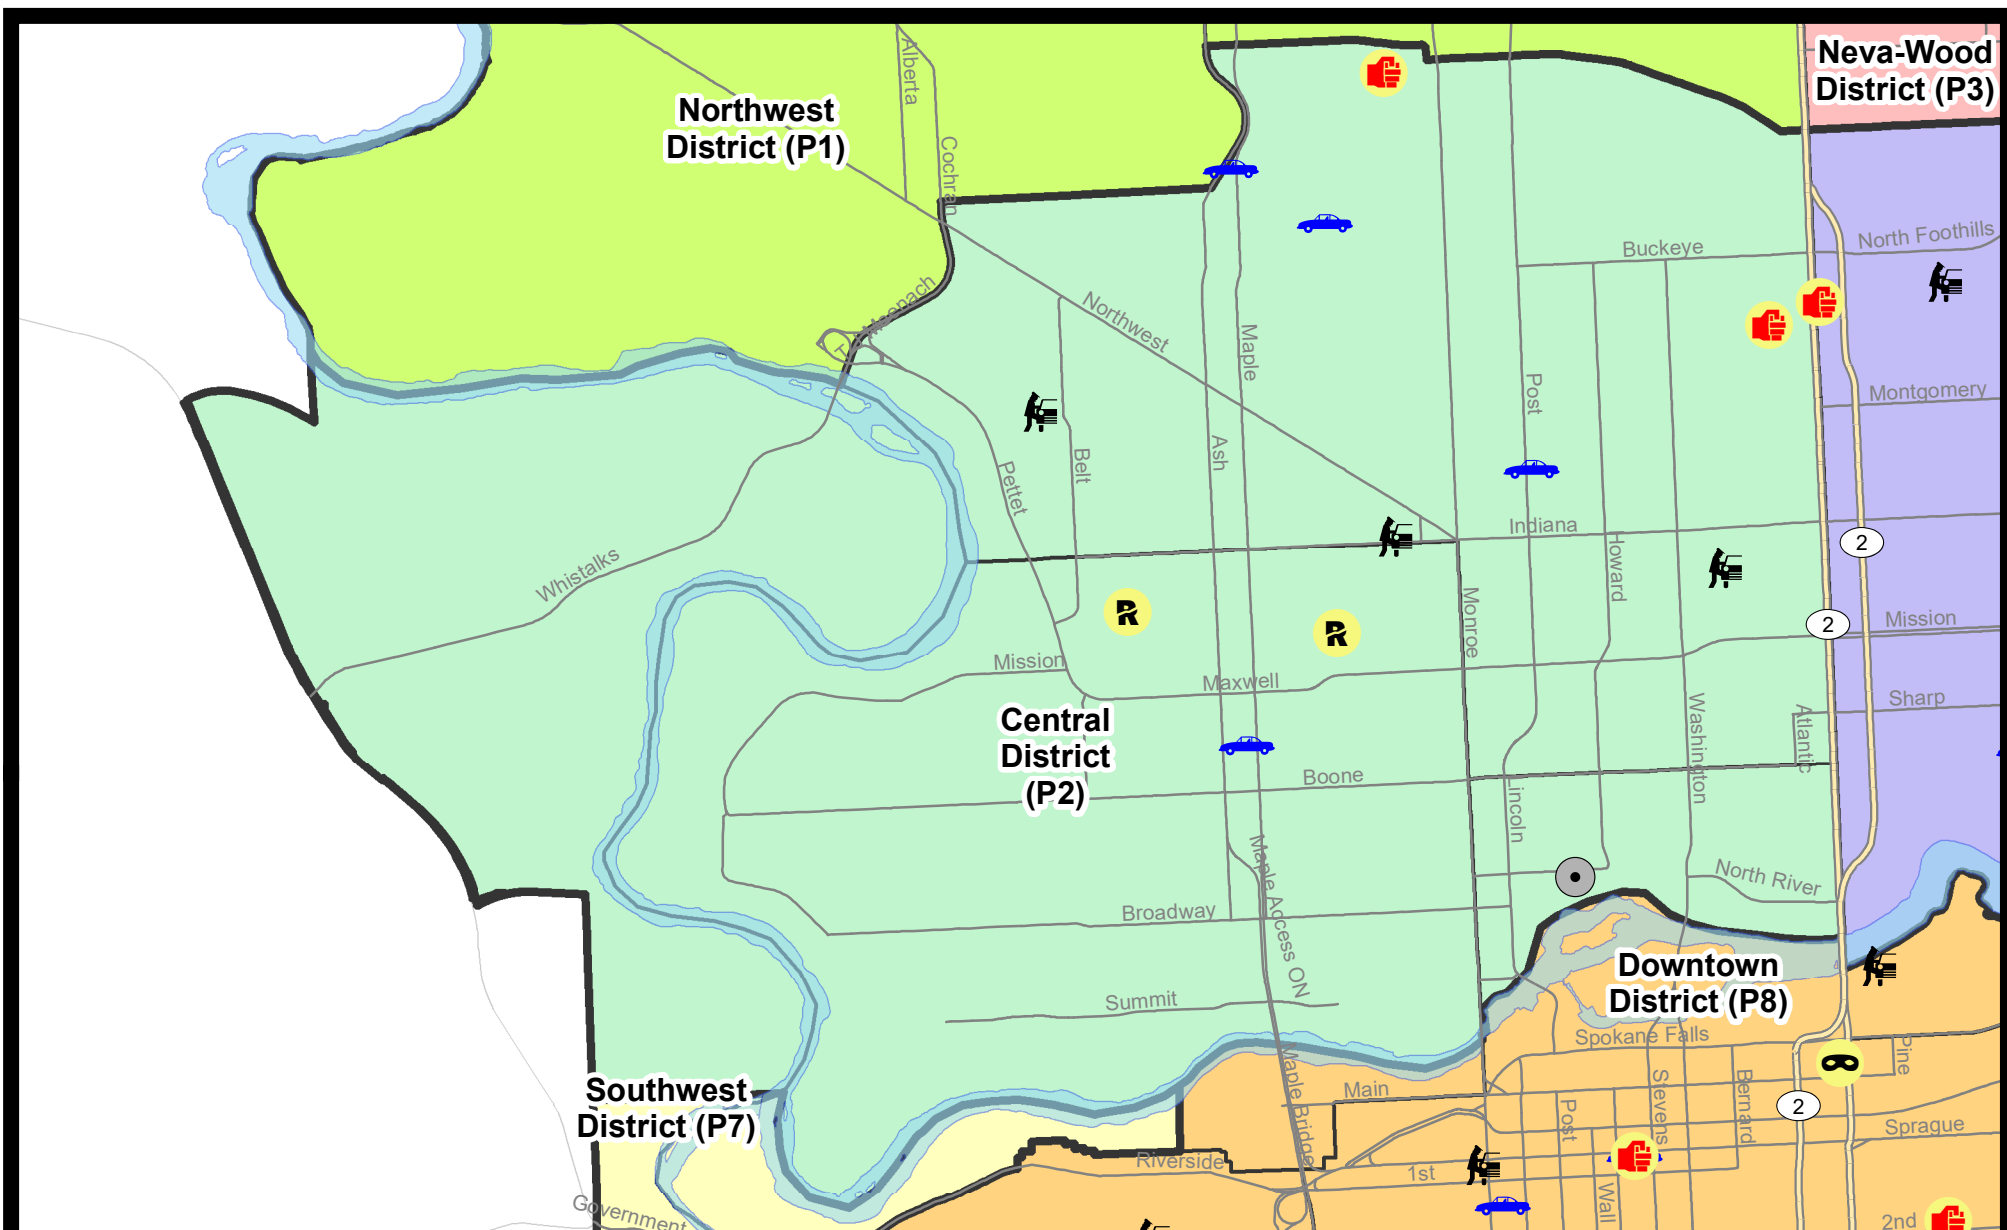 Northwest
District (P1)
Neva-Wood
District (P3)
Central
District
(P2)
Downtown
District (P8)
Southwest
District (P7)
Alberta
Cochran
Buckeye
North Foothills
Northwest
Maple
Post
Montgomery
Ash
Belt
Pettet
Indiana
Howard
2
Whistalks
Monroe
2
Mission
Mission
Maxwell
Sharp
Atlantic
Washington
Boone
Lincoln
Maple Access ON
North River
Broadway
Summit
Spokane Falls
Pine
Maple Bridge
Main
Stevens
Bernard
2
Post
Sprague
Riverside
1st
Wall
Government
2nd